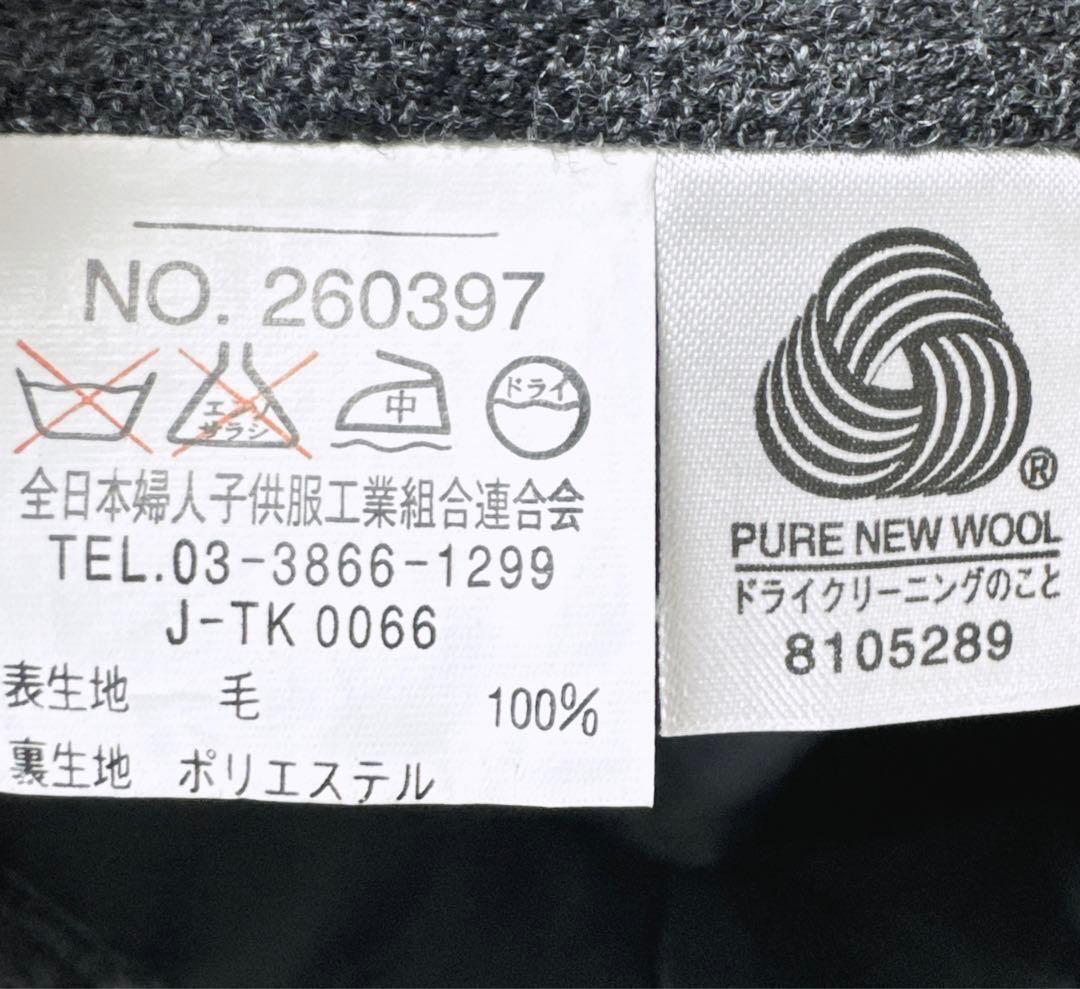 NO. 260397
エンソ
サラシ
中
ドライ
全日本婦人子供服工業組合連合会
TEL.03-3866-1299
J-TK 0066
表生地 毛 100%
裏生地 ポリエステル
®
PURE NEW WOOL
ドライクリーニングのこと
8105289